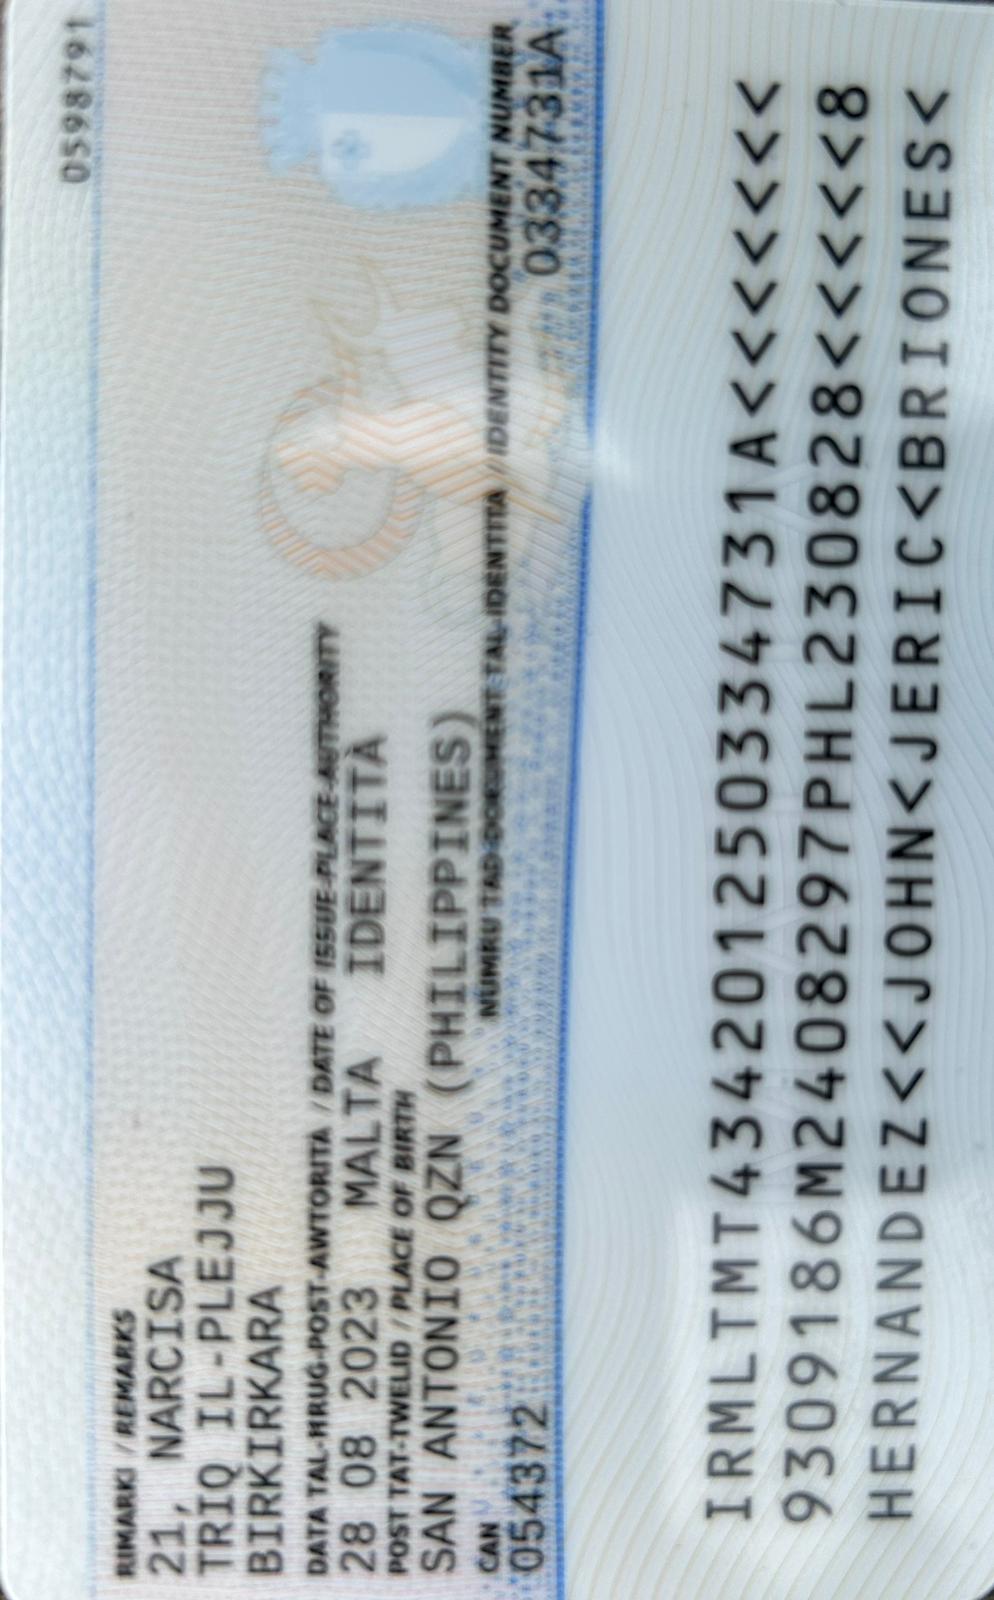 0598791
RIMARKI / REMARKS
21, NARCISA
TRIQ IL-PLEJJU
BIRKIRKARA
DATA TAL-ĦRUĠ-POST-AWTORITÀ / DATE OF ISSUE-PLACE-AUTHORITY
28 08 2023 MALTA IDENTITÀ
POST TAT-TWELID / PLACE OF BIRTH
SAN ANTONIO QZN (PHILIPPINES)
CAN NUMRU TAD-DOKUMENT TAL-IDENTITÀ / IDENTITY DOCUMENT NUMBER
054372 0334731A
IRMLTMT434201250334731A<<<<<<<
9309186M2408297PHL230828<<<<<8
HERNANDEZ<<JOHN<JERIC<BRIONES<